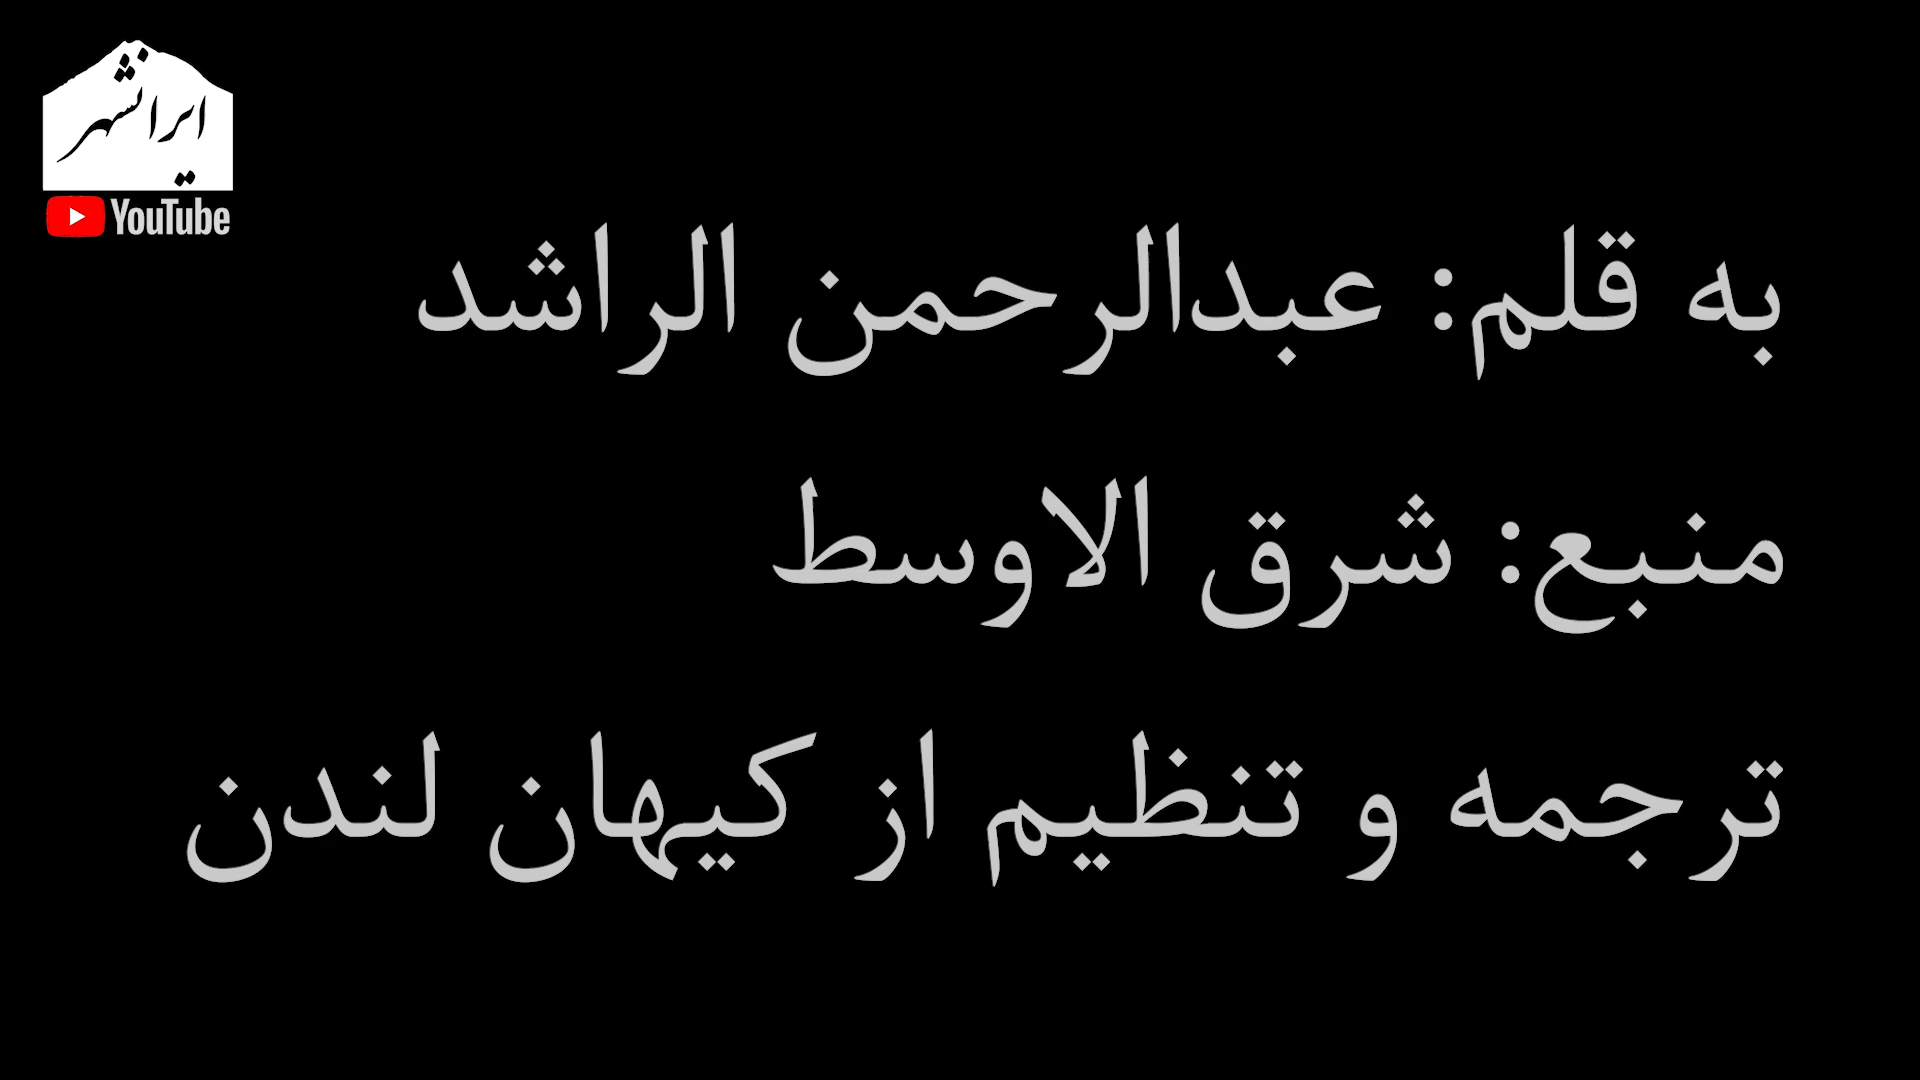 ایرانشهر
YouTube
به قلم: عبدالرحمن الراشد
منبع: شرق الاوسط
ترجمه و تنظیم از کیهان لندن